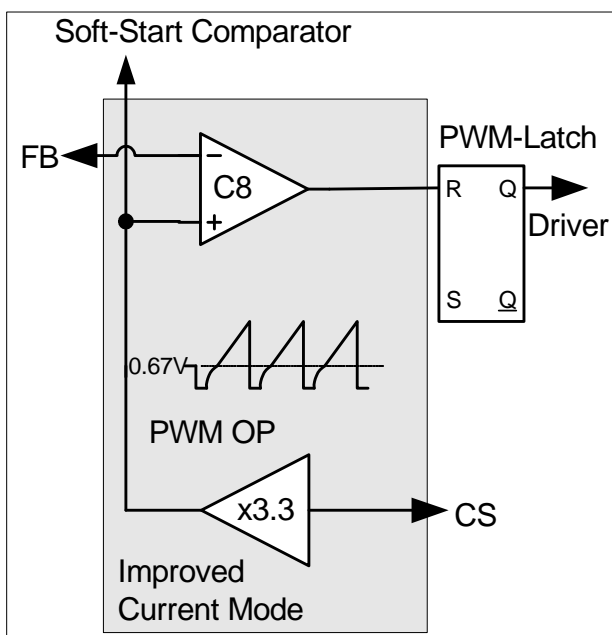 Soft-Start Comparator
FB
C8
PWM-Latch
R Q
Driver
S Q
0.67V
PWM OP
x3.3
CS
Improved
Current Mode